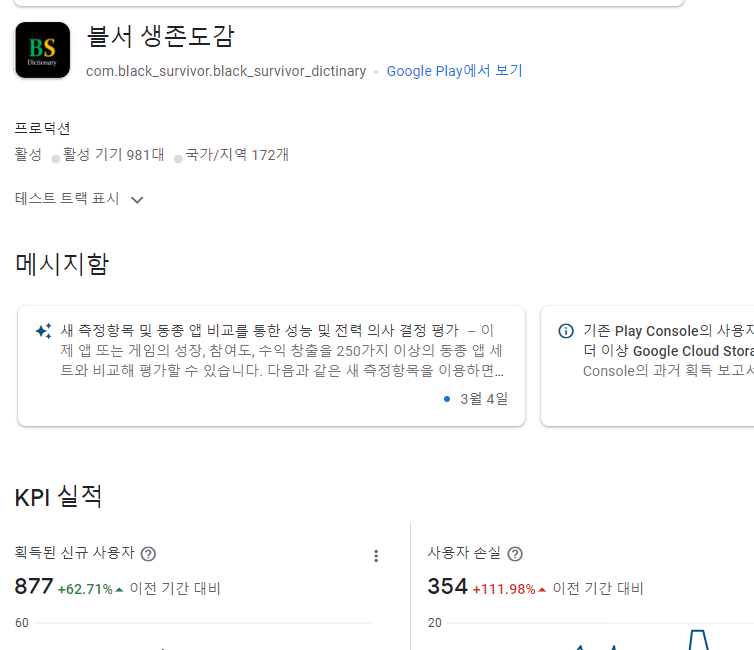 BS
Dictionary
블서 생존도감
com.black_survivor.black_survivor_dictinary • Google Play에서 보기
프로덕션
활성 활성 기기 981대 국가/지역 172개
테스트 트랙 표시
메시지함
새 측정항목 및 동종 앱 비교를 통한 성능 및 전력 의사 결정 평가 – 이
제 앱 또는 게임의 성장, 참여도, 수익 창출을 250가지 이상의 동종 앱 세
트와 비교해 평가할 수 있습니다. 다음과 같은 새 측정항목을 이용하면...
• 3월 4일
기존 Play Console의 사용자
더 이상 Google Cloud Stora
Console의 과거 획득 보고서
KPI 실적
획득된 신규 사용자
877 +62.71% 이전 기간 대비
60
사용자 손실
354 +111.98% 이전 기간 대비
20